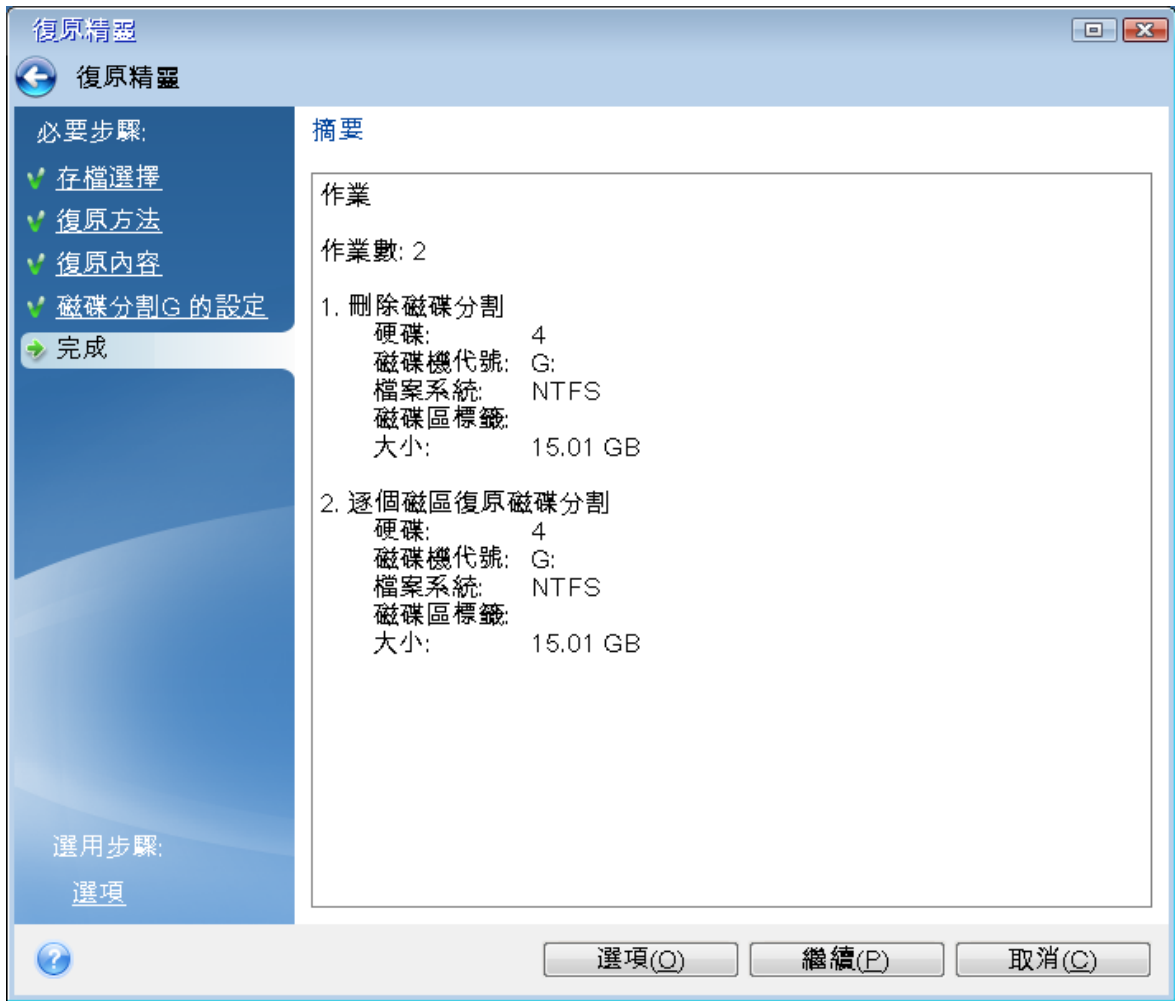 復原精靈
復原精靈
必要步驟:
存檔選擇
復原方法
復原內容
磁碟分割G 的設定
完成
選用步驟:
選項
摘要
作業
作業數: 2
1. 刪除磁碟分割
硬碟: 4
磁碟機代號: G:
檔案系統: NTFS
磁碟區標籤:
大小: 15.01 GB
2. 逐個磁區復原磁碟分割
硬碟: 4
磁碟機代號: G:
檔案系統: NTFS
磁碟區標籤:
大小: 15.01 GB
選項(O)
繼續(P)
取消(C)